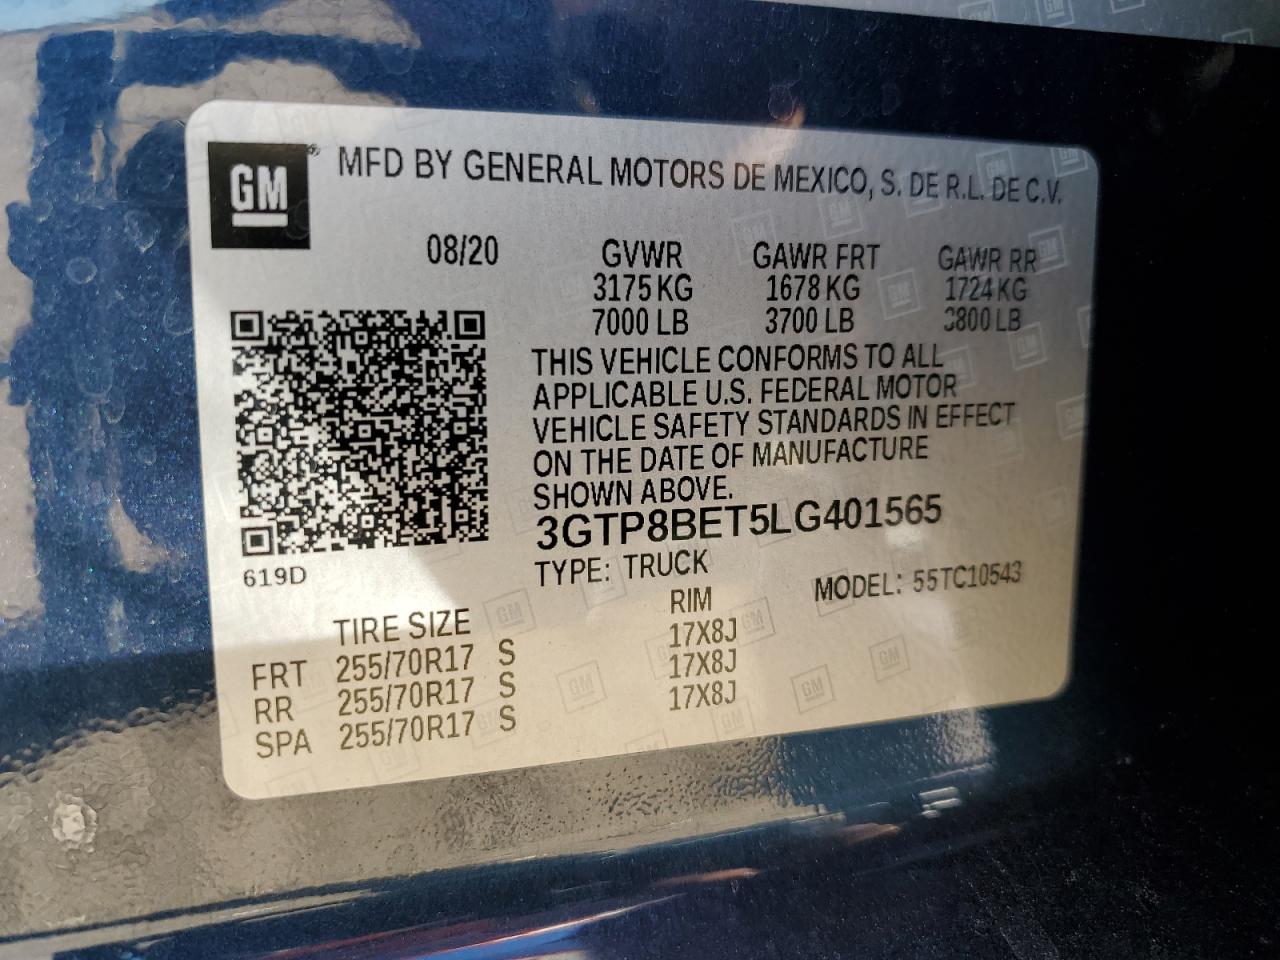 GM
MFD BY GENERAL MOTORS DE MEXICO, S. DE R.L. DE C.V.
08/20 GVWR GAWR FRT GAWR RR
3175 KG 1678 KG 1724 KG
7000 LB 3700 LB 3800 LB
THIS VEHICLE CONFORMS TO ALL
APPLICABLE U.S. FEDERAL MOTOR
VEHICLE SAFETY STANDARDS IN EFFECT
ON THE DATE OF MANUFACTURE
SHOWN ABOVE.
3GTP8BET5LG401565
619D
TYPE: TRUCK MODEL: 55TC10543
TIRE SIZE RIM
FRT 255/70R17 S 17X8J
RR 255/70R17 S 17X8J
SPA 255/70R17 S 17X8J